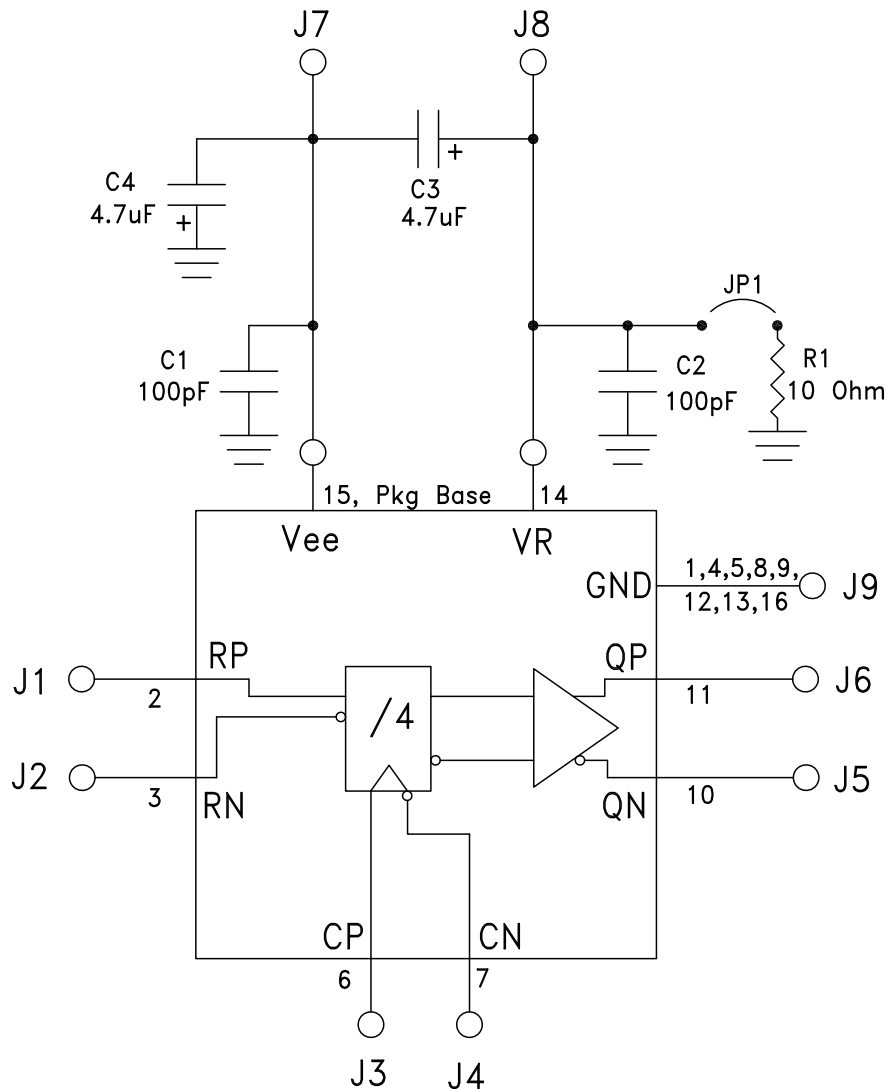 J7
J8
C4
4.7uF
+
+
C3
4.7uF
JP1
C1
100pF
C2
100pF
R1
10 Ohm
15, Pkg Base
14
Vee
VR
GND
1,4,5,8,9,
12,13,16
J9
J1
2
RP
/4
QP
11
J6
J2
3
RN
QN
10
J5
CP
6
CN
7
J3
J4